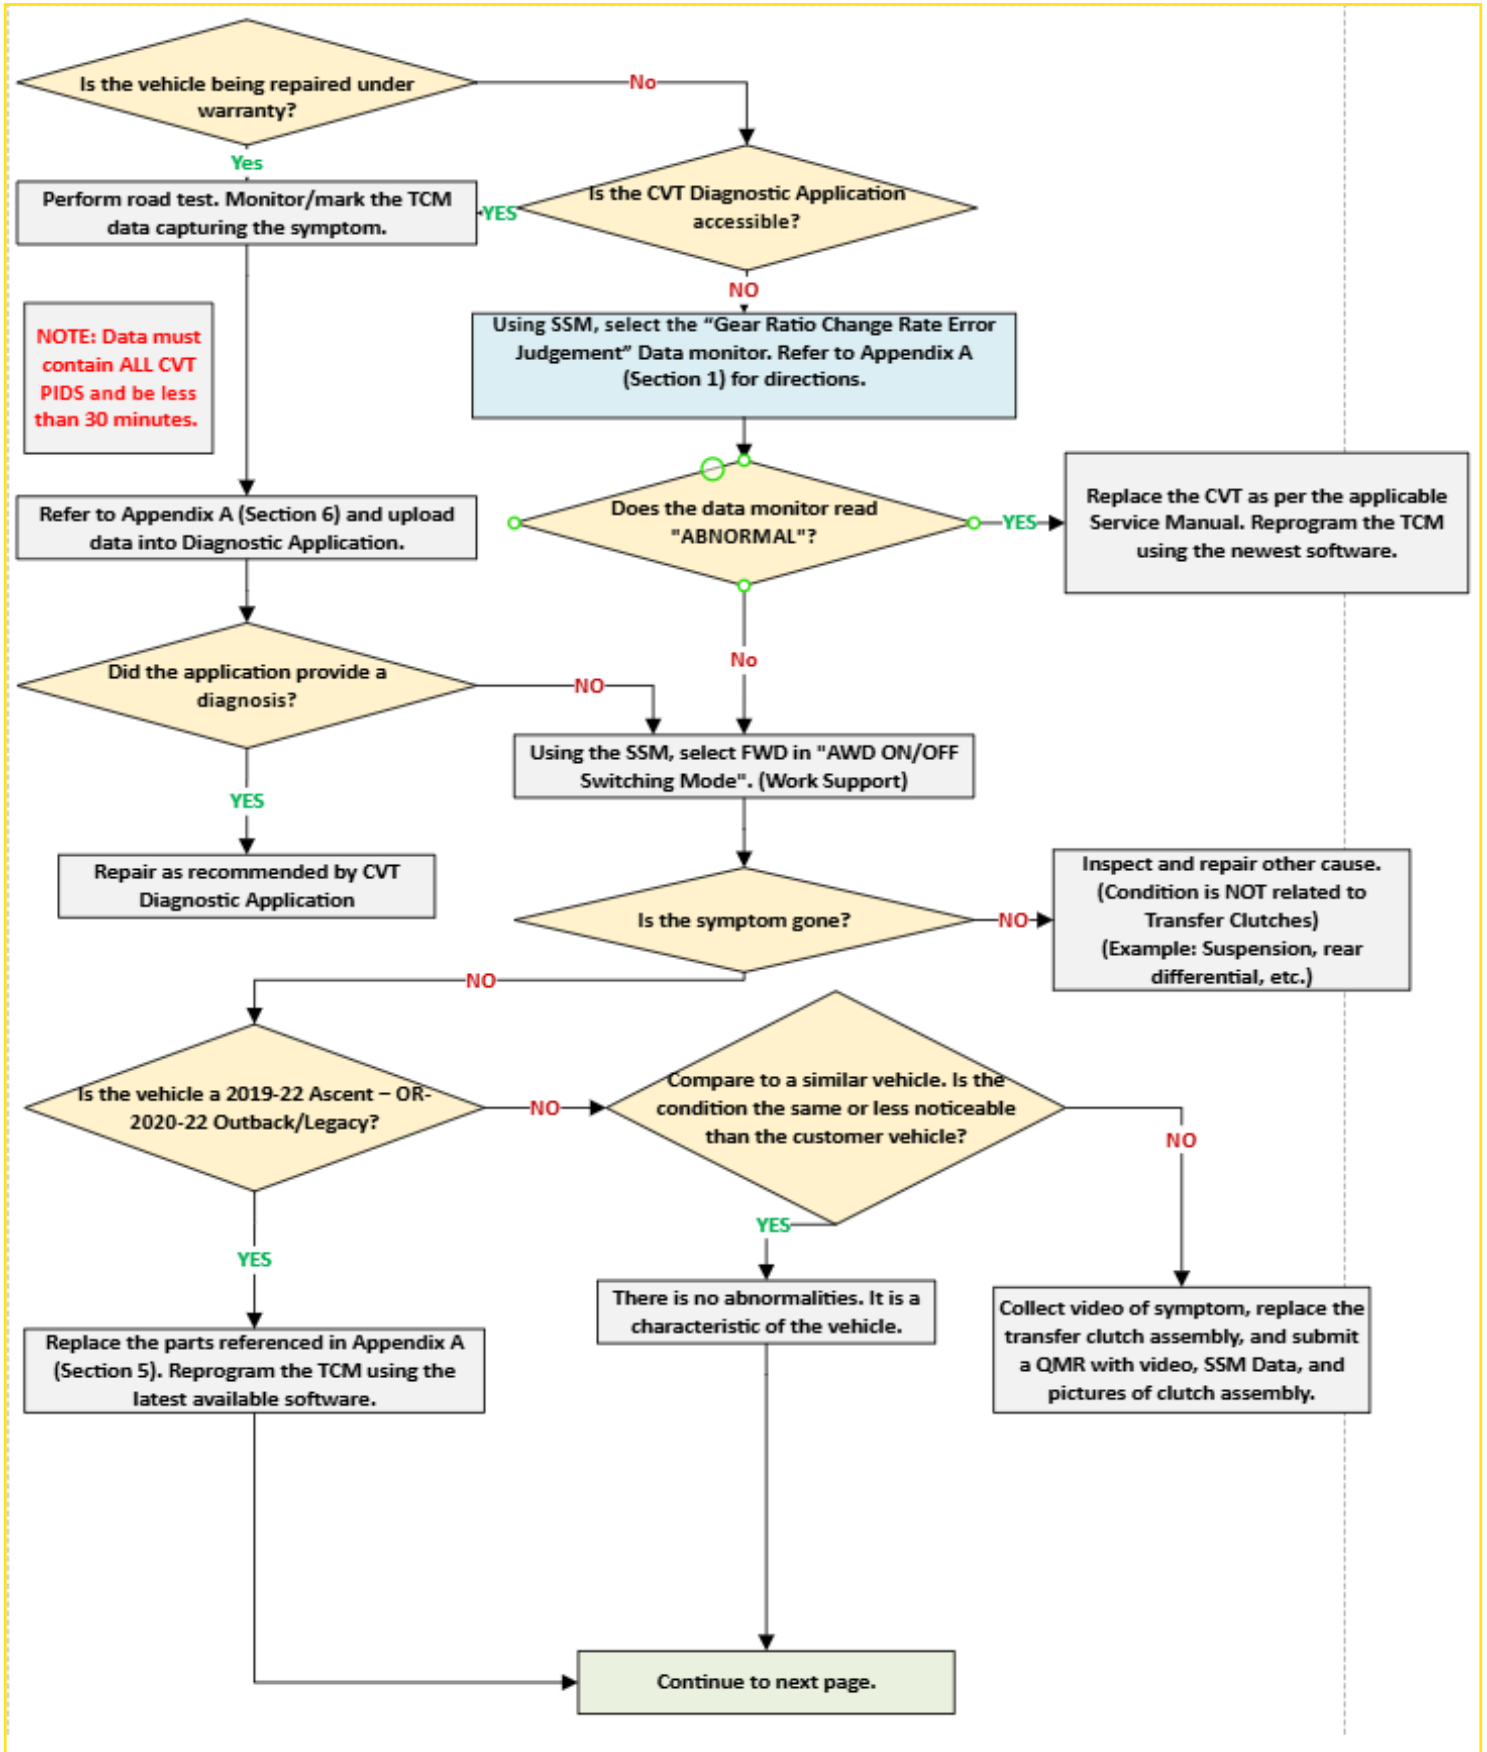 Is the vehicle being repaired under
warranty?
No
Yes
Perform road test. Monitor/mark the TCM
data capturing the symptom.
YES
Is the CVT Diagnostic Application
accessible?
NO
NOTE: Data must
contain ALL CVT
PIDS and be less
than 30 minutes.
Using SSM, select the “Gear Ratio Change Rate Error
Judgement” Data monitor. Refer to Appendix A
(Section 1) for directions.
Refer to Appendix A (Section 6) and upload
data into Diagnostic Application.
Does the data monitor read
"ABNORMAL"?
YES
Replace the CVT as per the applicable
Service Manual. Reprogram the TCM
using the newest software.
No
Did the application provide a
diagnosis?
NO
Using the SSM, select FWD in "AWD ON/OFF
Switching Mode". (Work Support)
YES
Repair as recommended by CVT
Diagnostic Application
Is the symptom gone?
NO
Inspect and repair other cause.
(Condition is NOT related to
Transfer Clutches)
(Example: Suspension, rear
differential, etc.)
NO
Is the vehicle a 2019-22 Ascent – OR-
2020-22 Outback/Legacy?
NO
Compare to a similar vehicle. Is the
condition the same or less noticeable
than the customer vehicle?
NO
YES
YES
There is no abnormalities. It is a
characteristic of the vehicle.
Collect video of symptom, replace the
transfer clutch assembly, and submit
a QMR with video, SSM Data, and
pictures of clutch assembly.
Replace the parts referenced in Appendix A
(Section 5). Reprogram the TCM using the
latest available software.
Continue to next page.